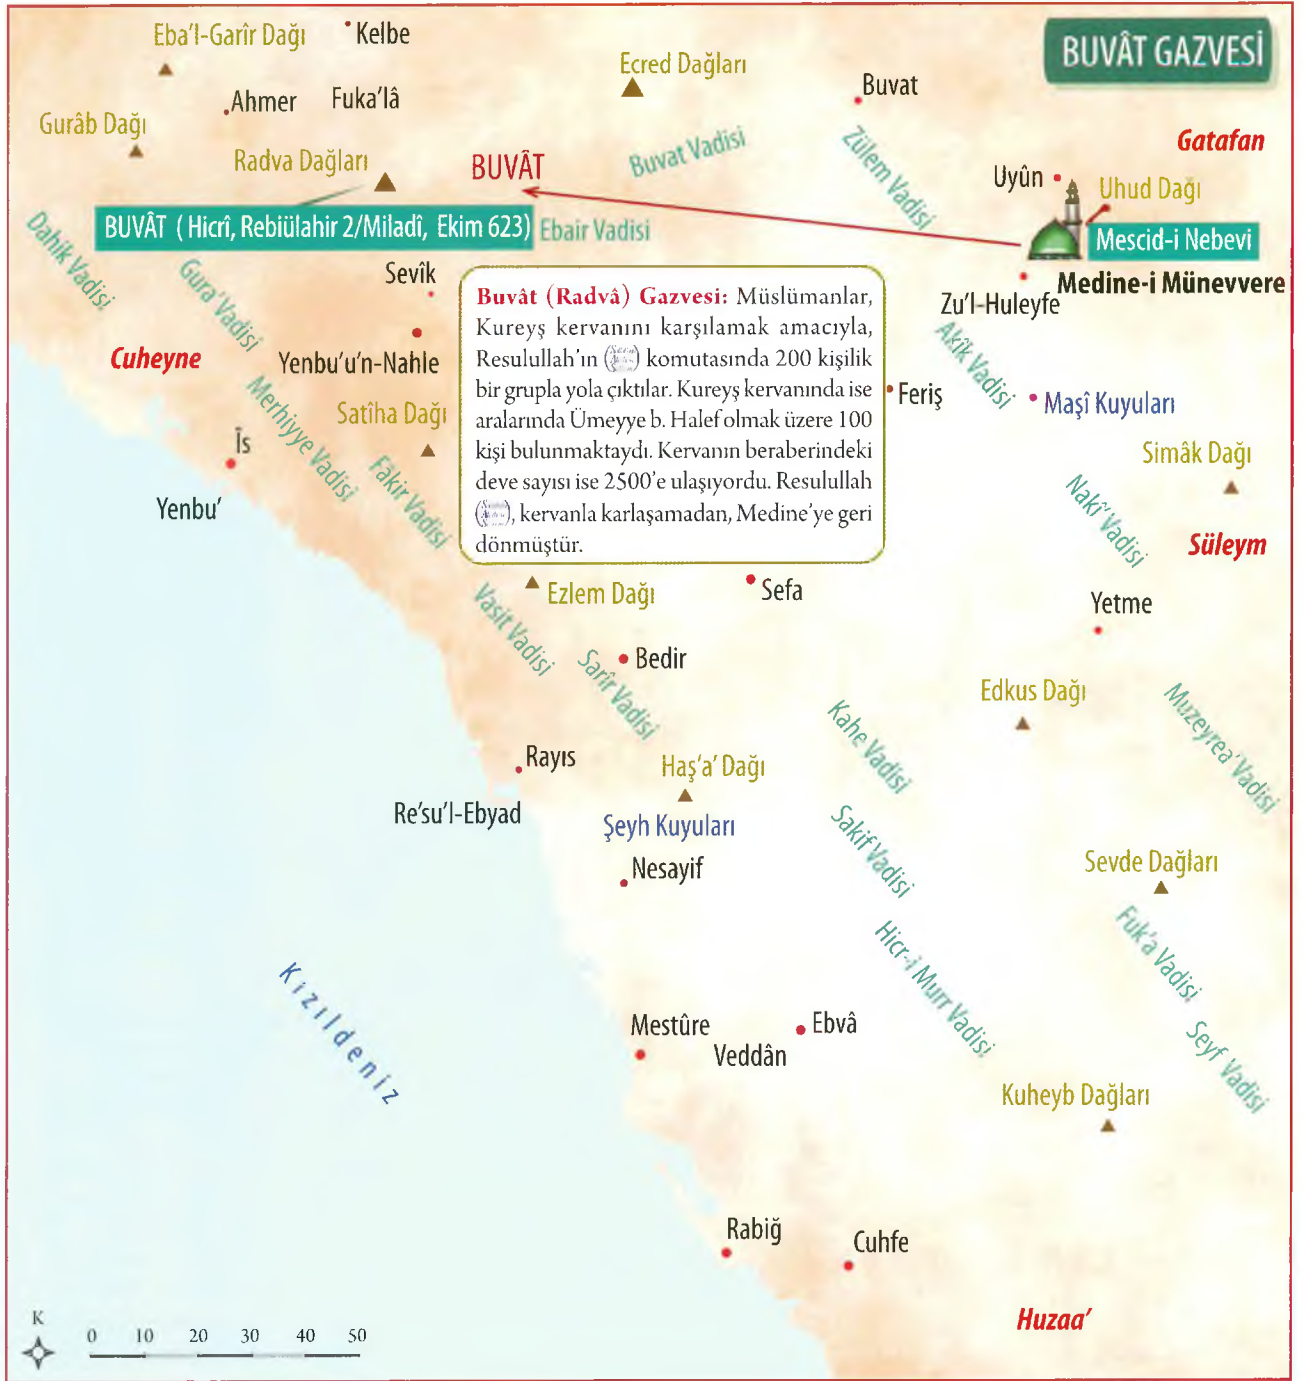 BUVÂT GAZVESİ
Eba'l-Garîr Dağı
Kelbe
Ecred Dağları
Buvat
Ahmer
Fuka'lâ
Gurâb Dağı
Gatafan
Radva Dağları
BUVÂT
Buvat Vadisi
Zülem Vadisi
Uyûn
Uhud Dağı
BUVÂT ( Hicrî, Rebiülahir 2/Miladî, Ekim 623)
Ebair Vadisi
Mescid-i Nebevi
Dahik Vadisi
Gura' Vadisi
Sevîk
Medine-i Münevvere
Zu'l-Huleyfe
Akîk Vadisi
Cuheyne
Yenbu'u'n-Nahle
Merhiyye Vadisi
Satîha Dağı
Buvât (Radvâ) Gazvesi: Müslümanlar,
Kureyş kervanını karşılamak amacıyla,
Resulullah'ın ( ) komutasında 200 kişilik
bir grupla yola çıktılar. Kureyş kervanında ise
aralarında Ümeyye b. Halef olmak üzere 100
kişi bulunmaktaydı. Kervanın beraberindeki
deve sayısı ise 2500'e ulaşıyordu. Resulullah
( ), kervanla karlaşamadan, Medine'ye geri
dönmüştür.
Feriş
Maşî Kuyuları
Îs
Fâkir Vadisi
Simâk Dağı
Yenbu'
Nakî' Vadisi
Süleym
Ezlem Dağı
Sefa
Yetme
Vasit Vadisi
Bedir
Sarîr Vadisi
Edkus Dağı
Muzeyrea' Vadisi
Kahe Vadisi
Rayıs
Haş'a' Dağı
Re'su'l-Ebyad
Şeyh Kuyuları
Sakif Vadisi
Nesayif
Sevde Dağları
Fuk'a Vadisi
Hicr-i Murr Vadisi
Kızıldeniz
Mestûre
Ebvâ
Veddân
Seyf Vadisi
Kuheyb Dağları
Rabiğ
Cuhfe
Huzaa'
K
0 10 20 30 40 50